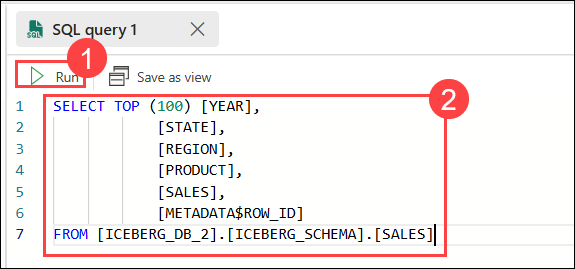 SQL query 1
1
Run
Save as view
2
1 SELECT TOP (100) [YEAR],
2 [STATE],
3 [REGION],
4 [PRODUCT],
5 [SALES],
6 [METADATA$ROW_ID]
7 FROM [ICEBERG_DB_2].[ICEBERG_SCHEMA].[SALES]